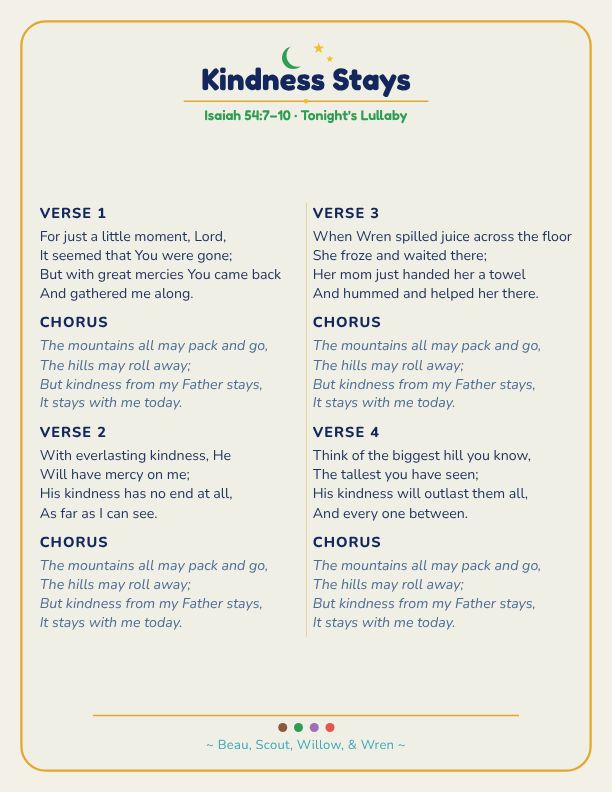 Kindness Stays
Isaiah 54:7–10 · Tonight's Lullaby
VERSE 1
For just a little moment, Lord,
It seemed that You were gone;
But with great mercies You came back
And gathered me along.
CHORUS
The mountains all may pack and go,
The hills may roll away;
But kindness from my Father stays,
It stays with me today.
VERSE 2
With everlasting kindness, He
Will have mercy on me;
His kindness has no end at all,
As far as I can see.
CHORUS
The mountains all may pack and go,
The hills may roll away;
But kindness from my Father stays,
It stays with me today.
VERSE 3
When Wren spilled juice across the floor
She froze and waited there;
Her mom just handed her a towel
And hummed and helped her there.
CHORUS
The mountains all may pack and go,
The hills may roll away;
But kindness from my Father stays,
It stays with me today.
VERSE 4
Think of the biggest hill you know,
The tallest you have seen;
His kindness will outlast them all,
And every one between.
CHORUS
The mountains all may pack and go,
The hills may roll away;
But kindness from my Father stays,
It stays with me today.
~ Beau, Scout, Willow, & Wren ~